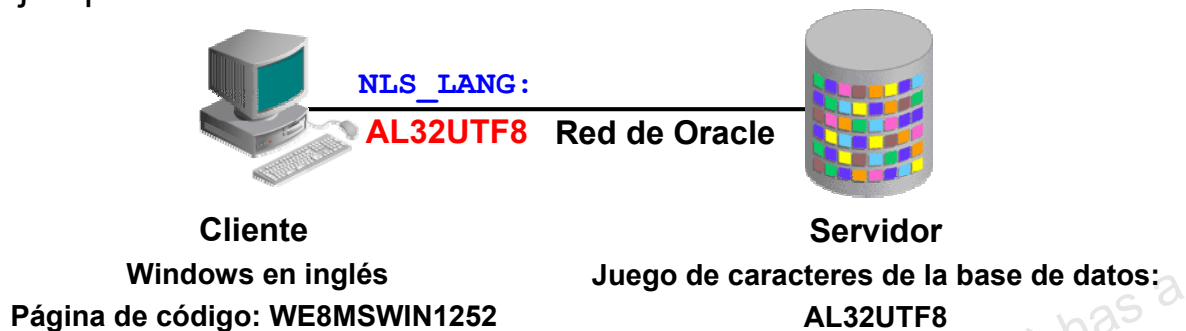 NLS_LANG:
AL32UTF8 Red de Oracle
Cliente
Servidor
Windows en inglés
Juego de caracteres de la base de datos:
Página de código: WE8MSWIN1252
AL32UTF8
has a